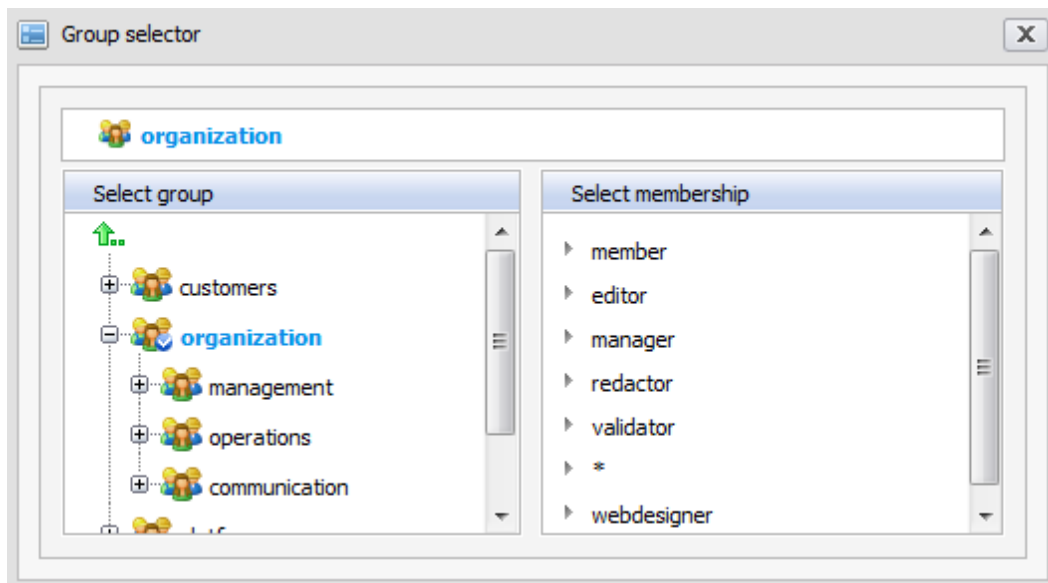 Group selector
organization
Select group
..
customers
organization
management
operations
communication
Select membership
member
editor
manager
redactor
validator
*
webdesigner